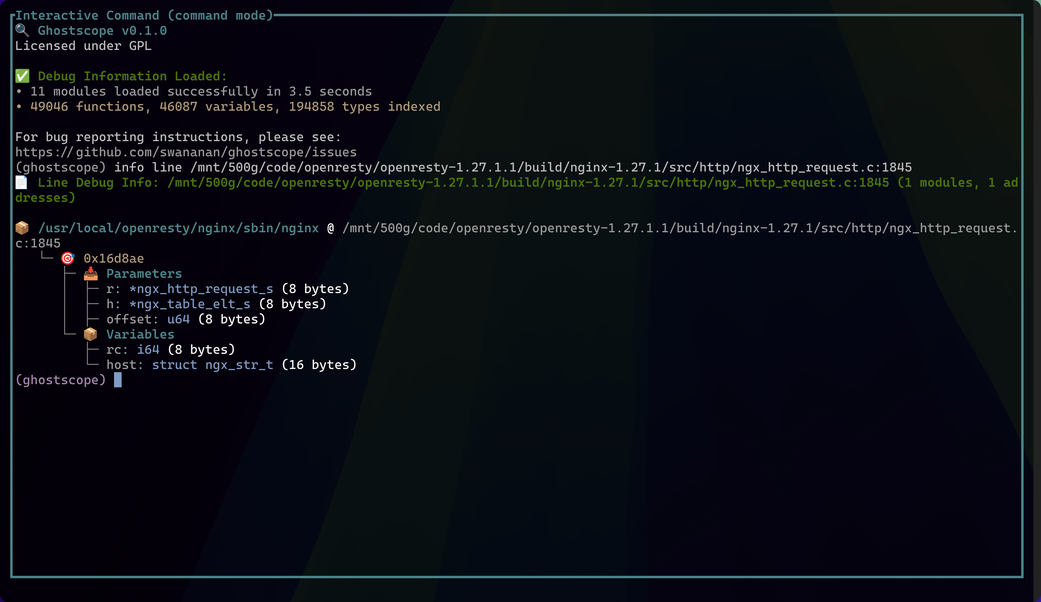 Interactive Command (command mode)
🔍 Ghostscope v0.1.0
Licensed under GPL
✅ Debug Information Loaded:
• 11 modules loaded successfully in 3.5 seconds
• 49046 functions, 46087 variables, 194858 types indexed
For bug reporting instructions, please see:
https://github.com/swananan/ghostscope/issues
(ghostscope) info line /mnt/500g/code/openresty/openresty-1.27.1.1/build/nginx-1.27.1/src/http/ngx_http_request.c:1845
📄 Line Debug Info: /mnt/500g/code/openresty/openresty-1.27.1.1/build/nginx-1.27.1/src/http/ngx_http_request.c:1845 (1 modules, 1 ad
dresses)
📦 /usr/local/openresty/nginx/sbin/nginx @ /mnt/500g/code/openresty/openresty-1.27.1.1/build/nginx-1.27.1/src/http/ngx_http_request.
c:1845
└─ 🎯 0x16d8ae
├─ 📥 Parameters
│ ├─ r: *ngx_http_request_s (8 bytes)
│ ├─ h: *ngx_table_elt_s (8 bytes)
│ ├─ offset: u64 (8 bytes)
└─ 📦 Variables
├─ rc: i64 (8 bytes)
└─ host: struct ngx_str_t (16 bytes)
(ghostscope)